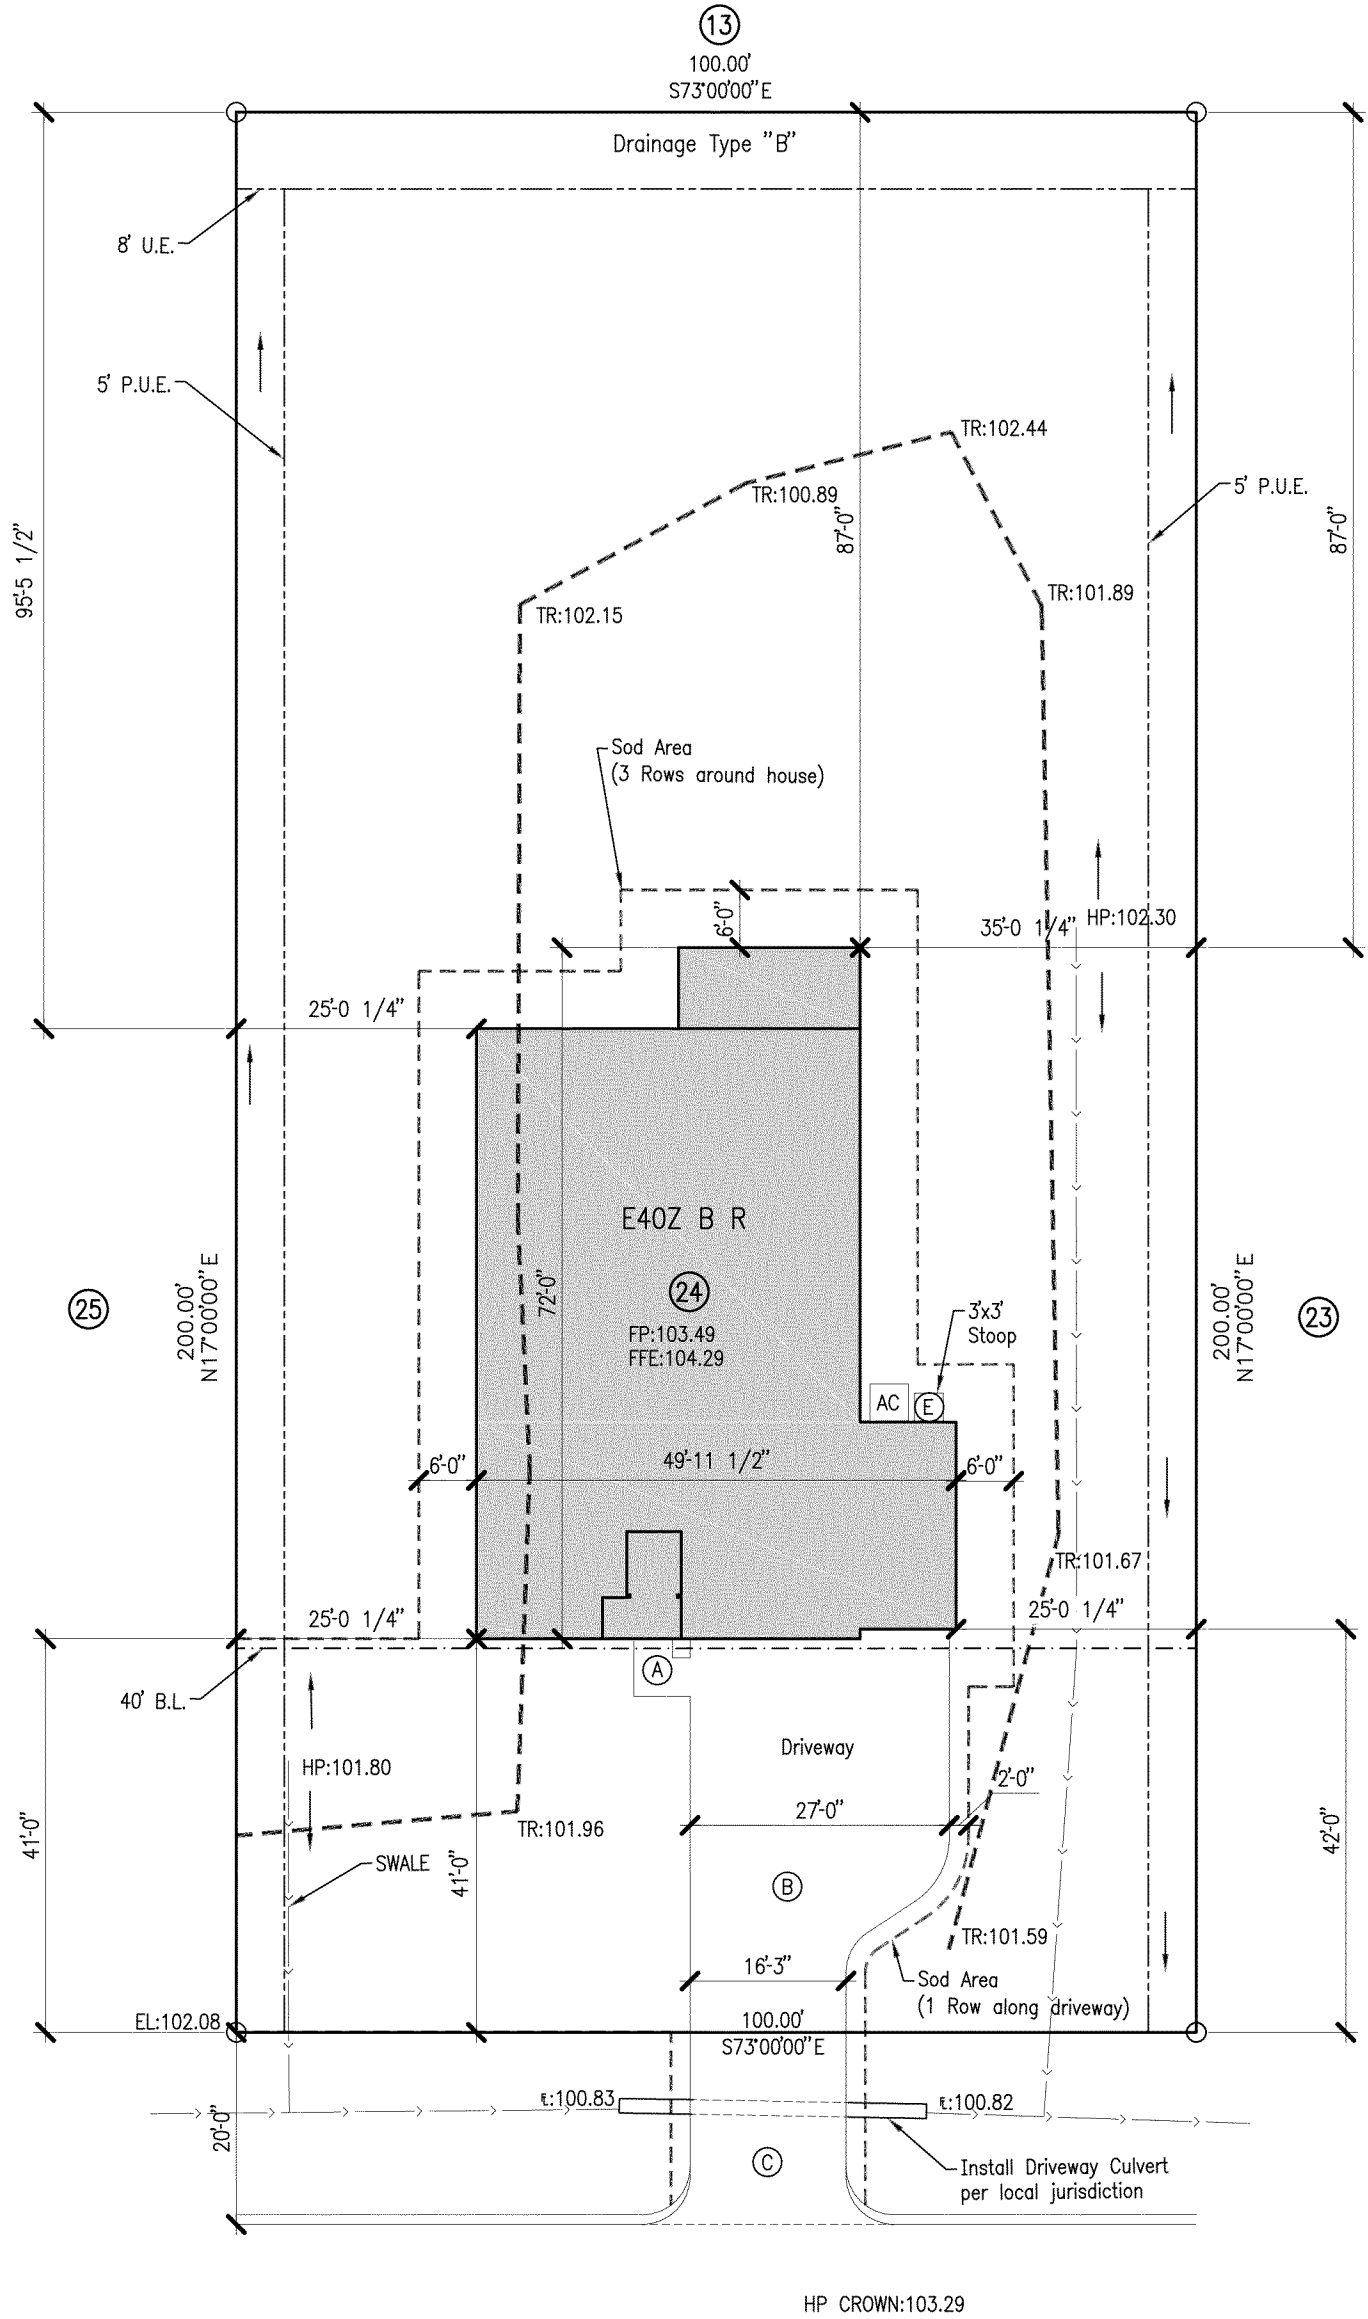 13
100.00'
S73°00'00"E
Drainage Type "B"
8' U.E.
5' P.U.E.
TR:102.44
TR:100.89
5' P.U.E.
87'-0"
87'-0"
95'-5 1/2"
TR:101.89
TR:102.15
Sod Area
(3 Rows around house)
6'-0"
35'-0 1/4"
HP:102.30
25'-0 1/4"
E40Z B R
24
FP:103.49
FFE:104.29
72'-0"
25
200.00'
N17°00'00"E
200.00'
N17°00'00"E
23
3'x3'
Stoop
AC
E
6'-0"
49'-11 1/2"
6'-0"
TR:101.67
25'-0 1/4"
25'-0 1/4"
40' B.L.
A
HP:101.80
Driveway
2'-0"
27'-0"
TR:101.96
41'-0"
SWALE
41'-0"
42'-0"
B
TR:101.59
16'-3"
Sod Area
(1 Row along driveway)
EL:102.08
100.00'
S73°00'00"E
℄:100.83
℄:100.82
20'-0"
C
Install Driveway Culvert
per local jurisdiction
HP CROWN:103.29